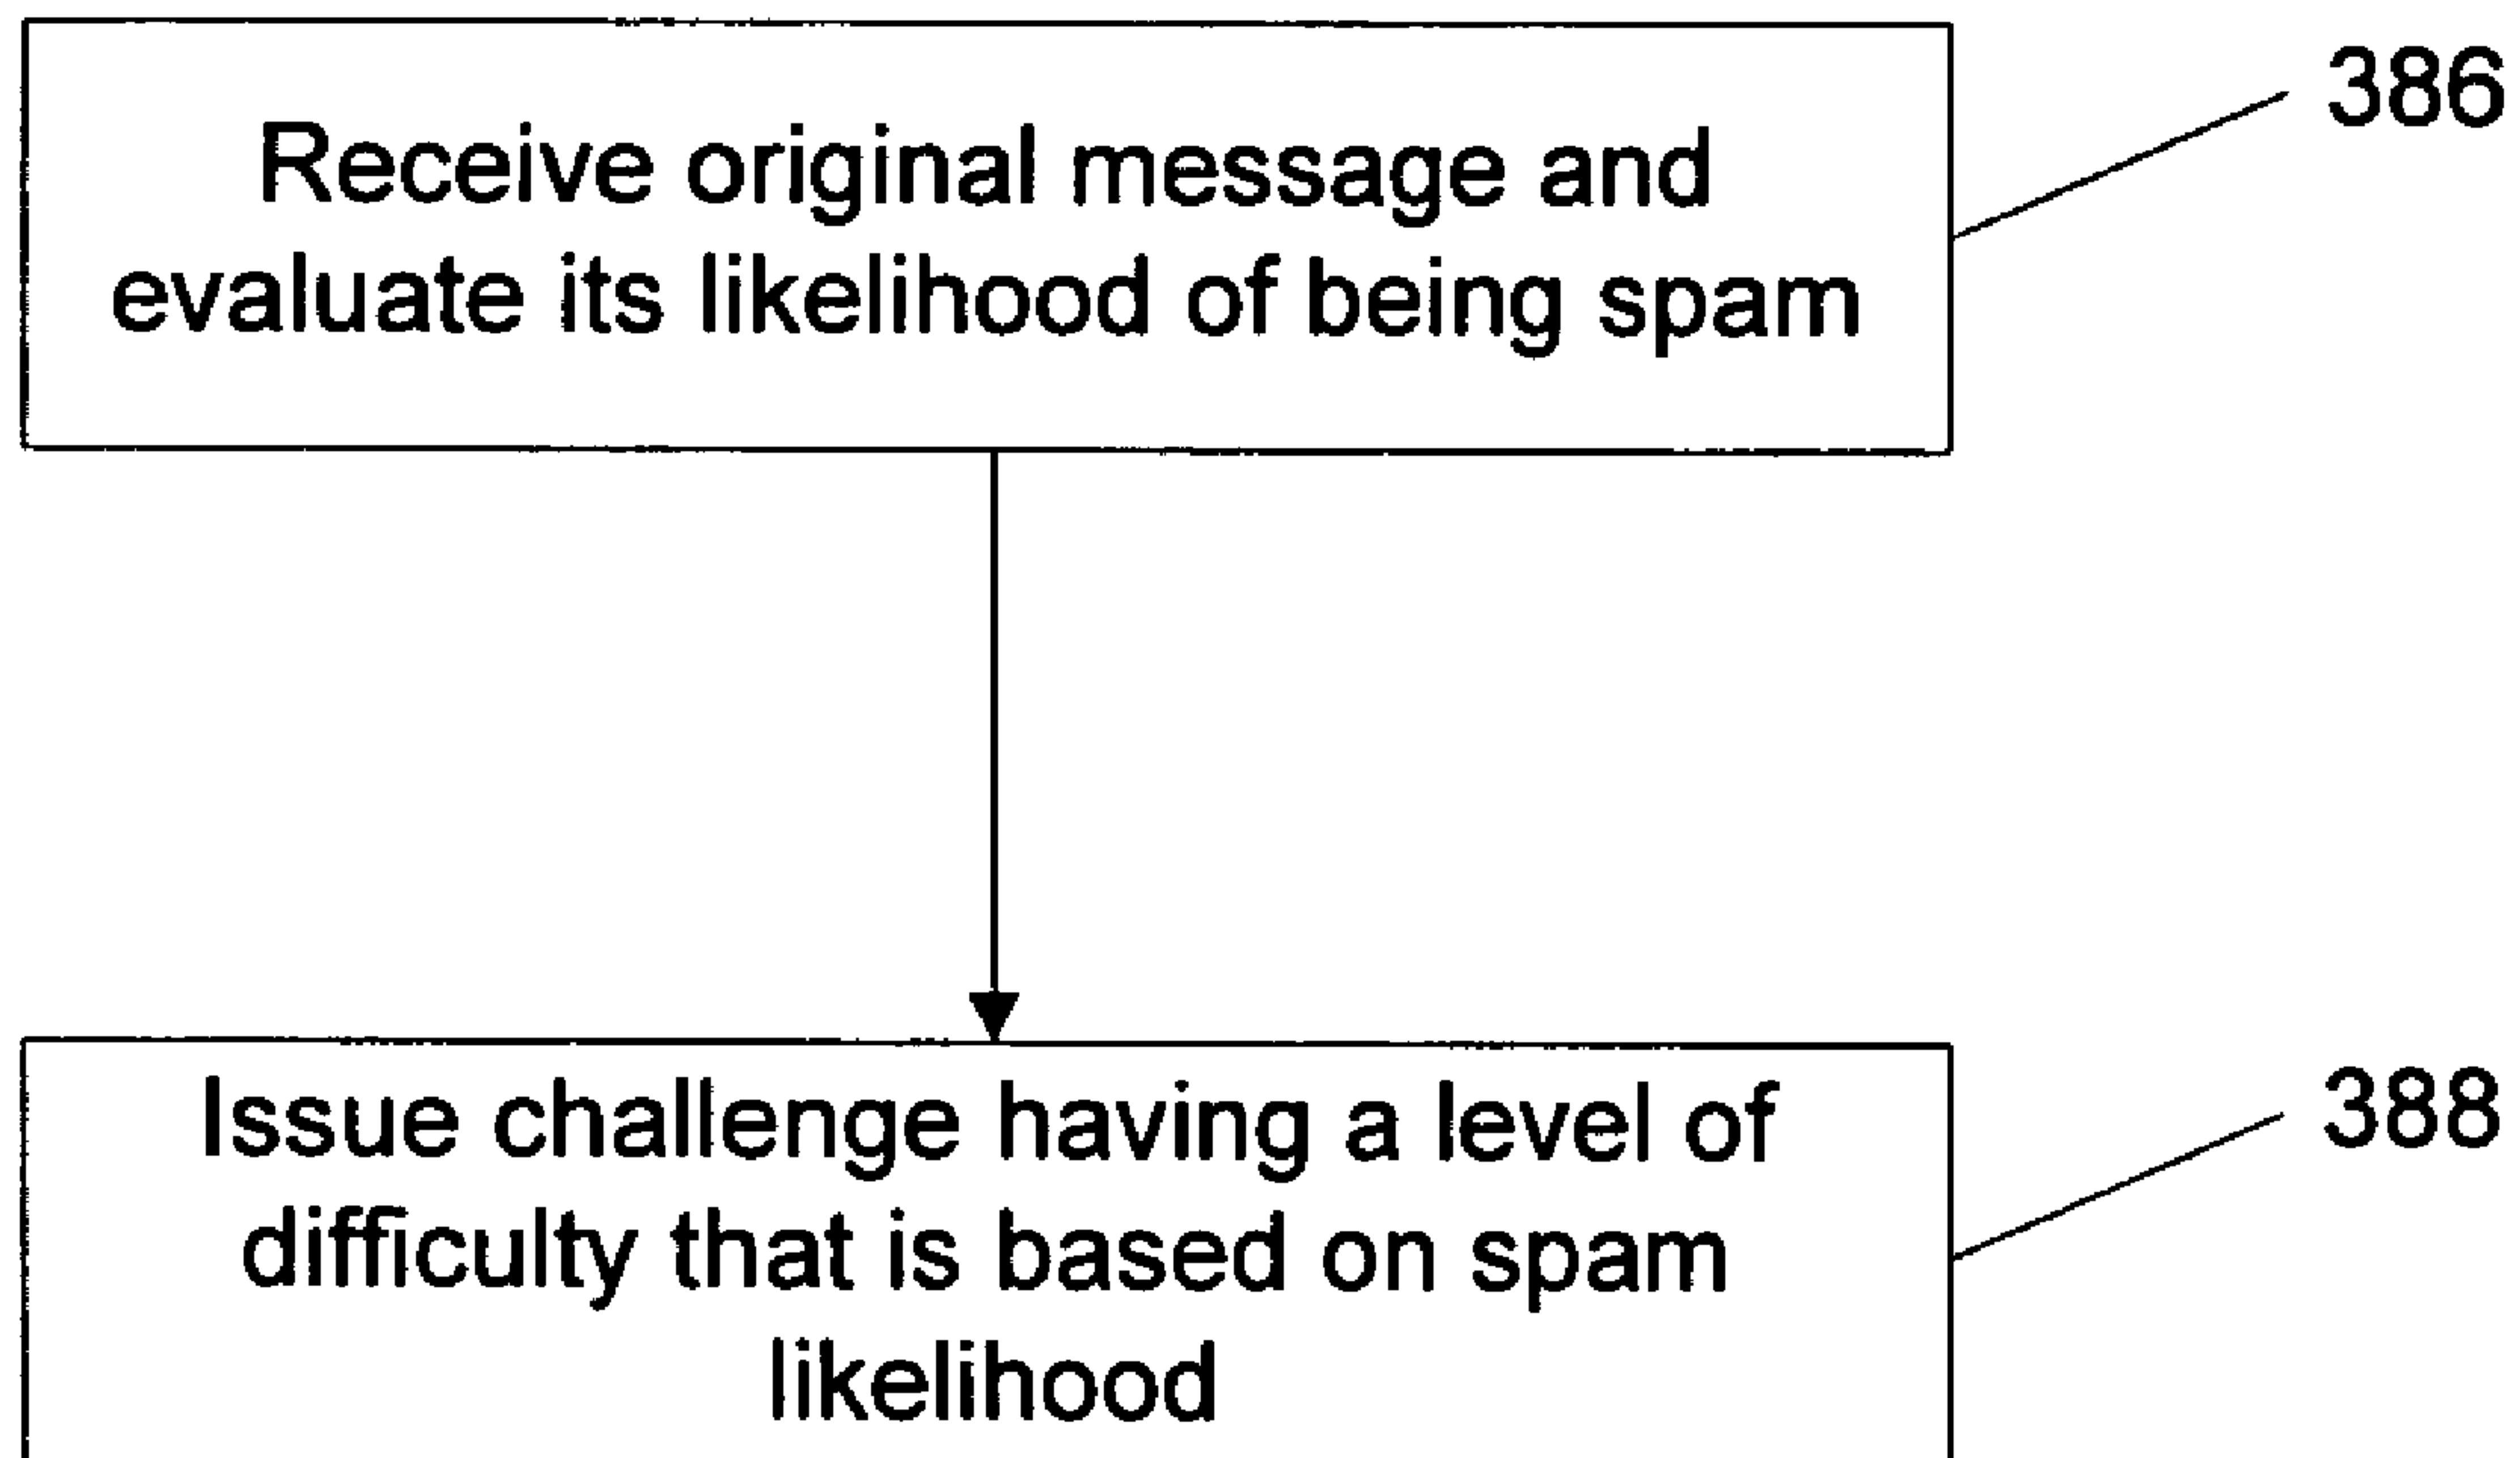 Receive original message and
evaluate its likelihood of being spam
386
Issue challenge having a level of
difficulty that is based on spam
likelihood
388